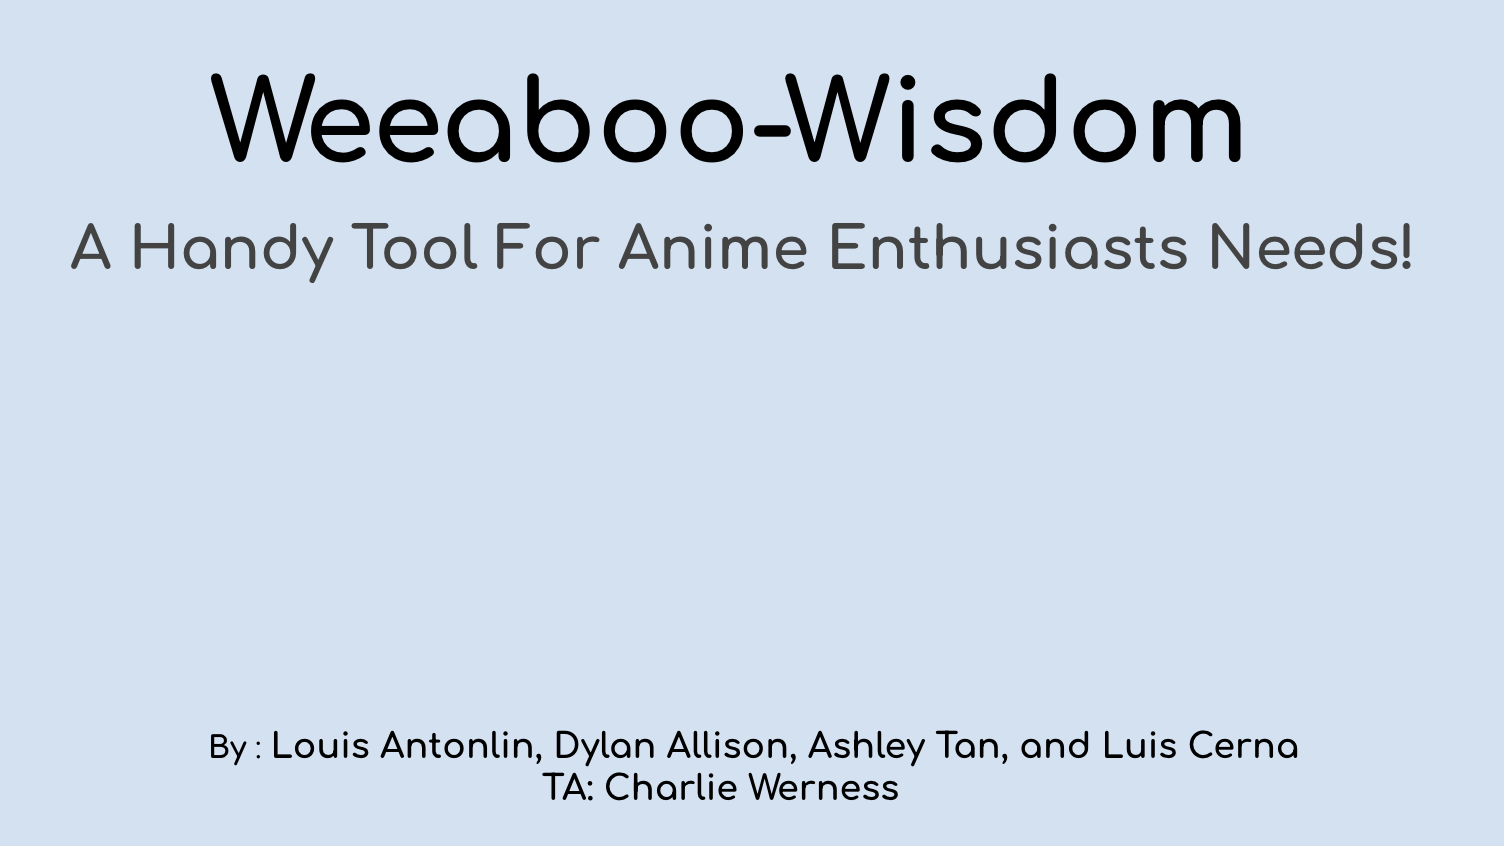 Weeaboo-Wisdom
A Handy Tool For Anime Enthusiasts Needs!
By : Louis Antonlin, Dylan Allison, Ashley Tan, and Luis Cerna
TA: Charlie Werness